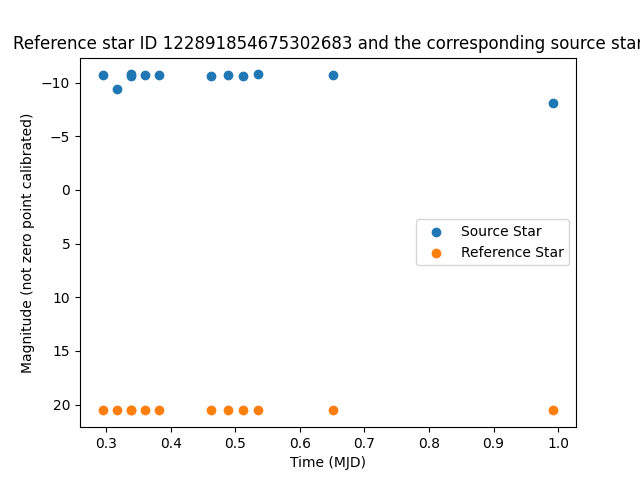 Reference star ID 122891854675302683 and the corresponding source star
Magnitude (not zero point calibrated)
−10
−5
0
5
10
15
20
Source Star
Reference Star
0.3 0.4 0.5 0.6 0.7 0.8 0.9 1.0
Time (MJD)